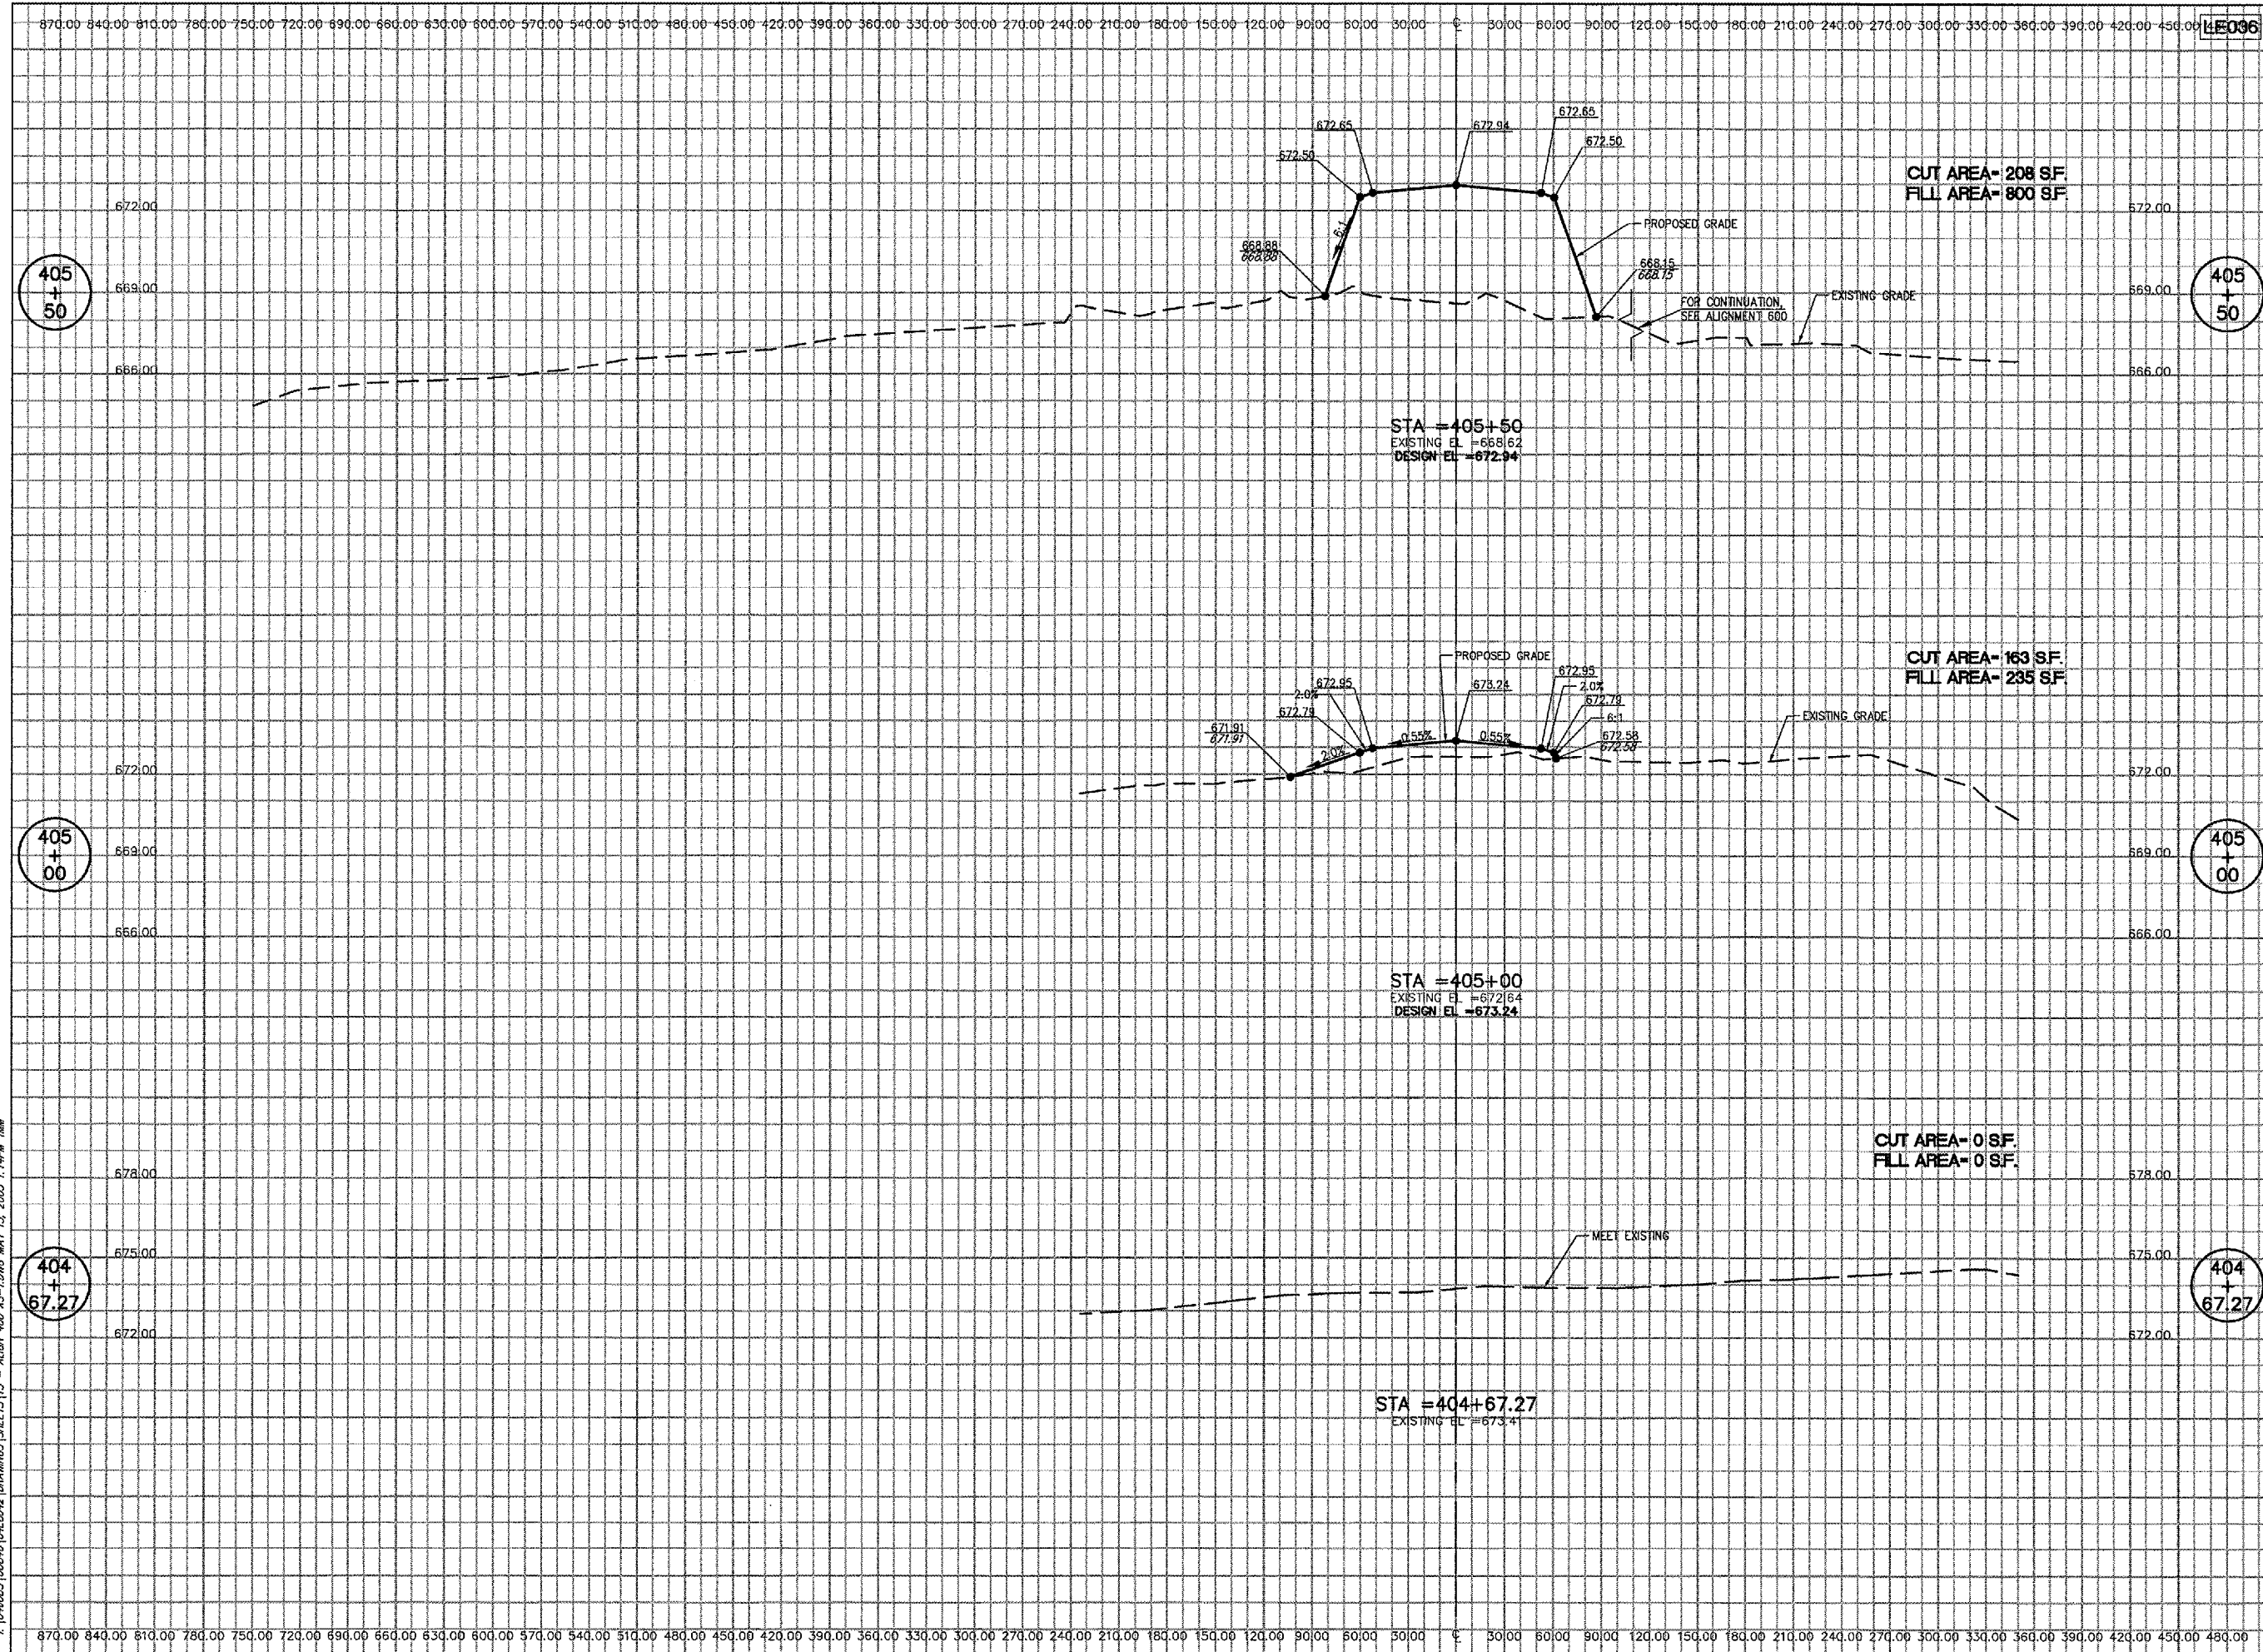 870.00 840.00 810.00 780.00 750.00 720.00 690.00 660.00 630.00 600.00 570.00 540.00 510.00 480.00 450.00 420.00 390.00 360.00 330.00 300.00 270.00 240.00 210.00 180.00 150.00 120.00 90.00 60.00 30.00 ℄ 30.00 60.00 90.00 120.00 150.00 180.00 210.00 240.00 270.00 300.00 330.00 360.00 390.00 420.00 450.00
LE036
672.65
672.94
672.65
672.50
672.50
CUT AREA= 208 S.F.
FILL AREA= 800 S.F.
672.00
672.00
6:1
PROPOSED GRADE
668.88
668.88
668.15
668.15
405
+
50
669.00
FOR CONTINUATION,
SEE ALIGNMENT 600
EXISTING GRADE
669.00
405
+
50
666.00
666.00
STA =405+50
EXISTING EL =668.62
DESIGN EL =672.94
PROPOSED GRADE
CUT AREA= 163 S.F.
FILL AREA= 235 S.F.
672.95
2.0%
672.79
673.24
672.95
2.0%
672.79
6:1
672.58
672.58
EXISTING GRADE
671.91
671.91
2.0%
0.55%
0.55%
672.00
672.00
405
+
00
669.00
669.00
405
+
00
666.00
666.00
STA =405+00
EXISTING EL =672.64
DESIGN EL =673.24
CUT AREA= 0 S.F.
FILL AREA= 0 S.F.
678.00
678.00
MEET EXISTING
675.00
675.00
404
+
67.27
404
+
67.27
672.00
672.00
STA =404+67.27
EXISTING EL =673.41
870.00 840.00 810.00 780.00 750.00 720.00 690.00 660.00 630.00 600.00 570.00 540.00 510.00 480.00 450.00 420.00 390.00 360.00 330.00 300.00 270.00 240.00 210.00 180.00 150.00 120.00 90.00 60.00 30.00 ℄ 30.00 60.00 90.00 120.00 150.00 180.00 210.00 240.00 270.00 300.00 330.00 360.00 390.00 420.00 450.00 480.00